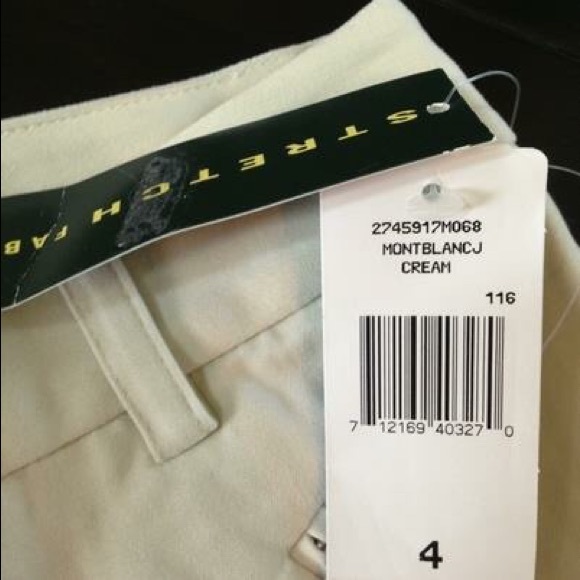 STRETCH FAB
2745917M068
MONTBLANCJ
CREAM
116
7 12169 40327 0
4